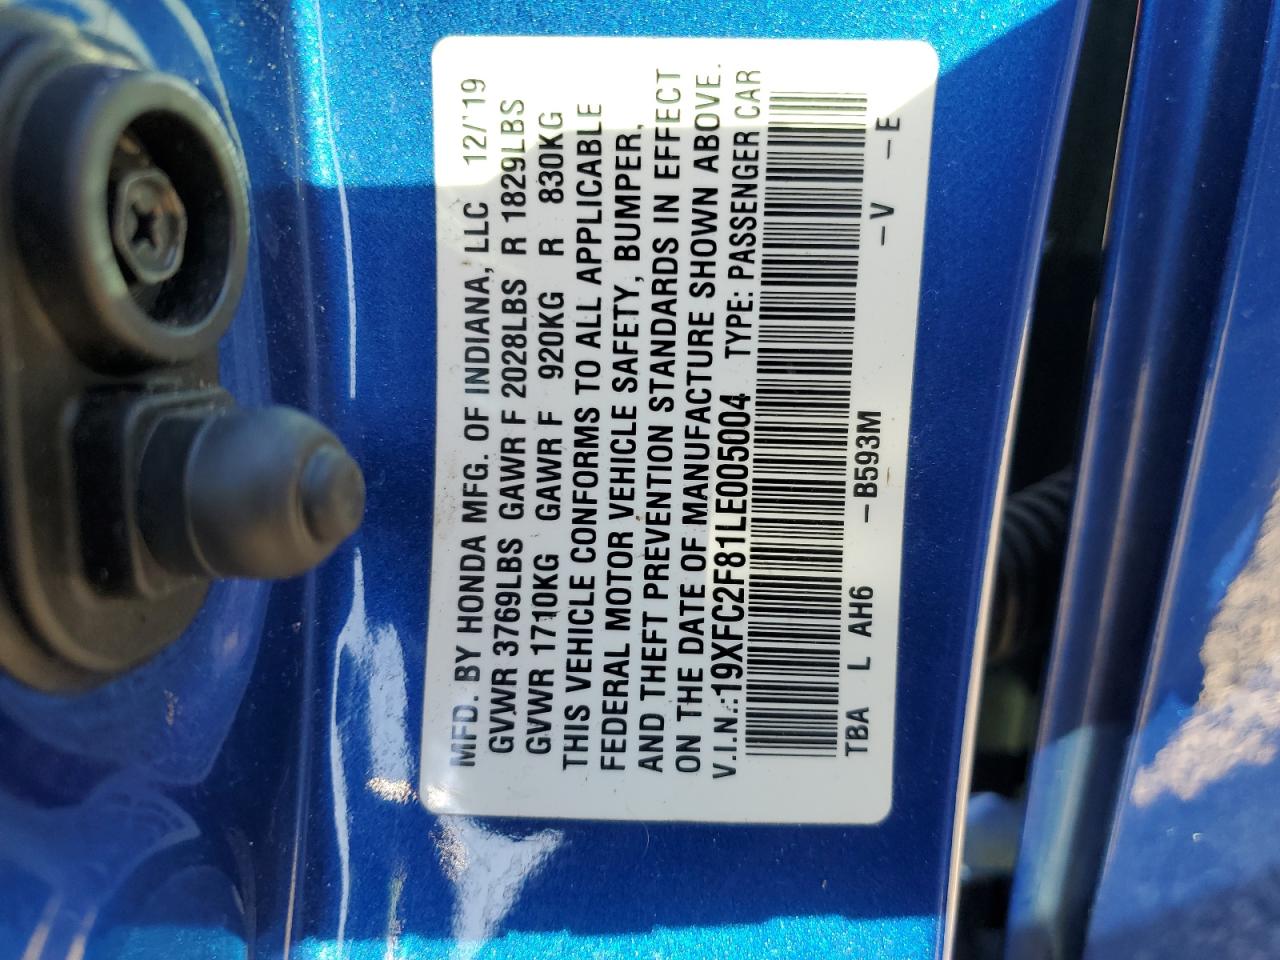 MFD. BY HONDA MFG. OF INDIANA, LLC 12/'19
GVWR 3769LBS GAWR F 2028LBS R 1829LBS
GVWR 1710KG GAWR F 920KG R 830KG
THIS VEHICLE CONFORMS TO ALL APPLICABLE
FEDERAL MOTOR VEHICLE SAFETY, BUMPER,
AND THEFT PREVENTION STANDARDS IN EFFECT
ON THE DATE OF MANUFACTURE SHOWN ABOVE.
V.I.N.:19XFC2F81LE005004 TYPE: PASSENGER CAR
TBA L AH6 –B593M –V –E